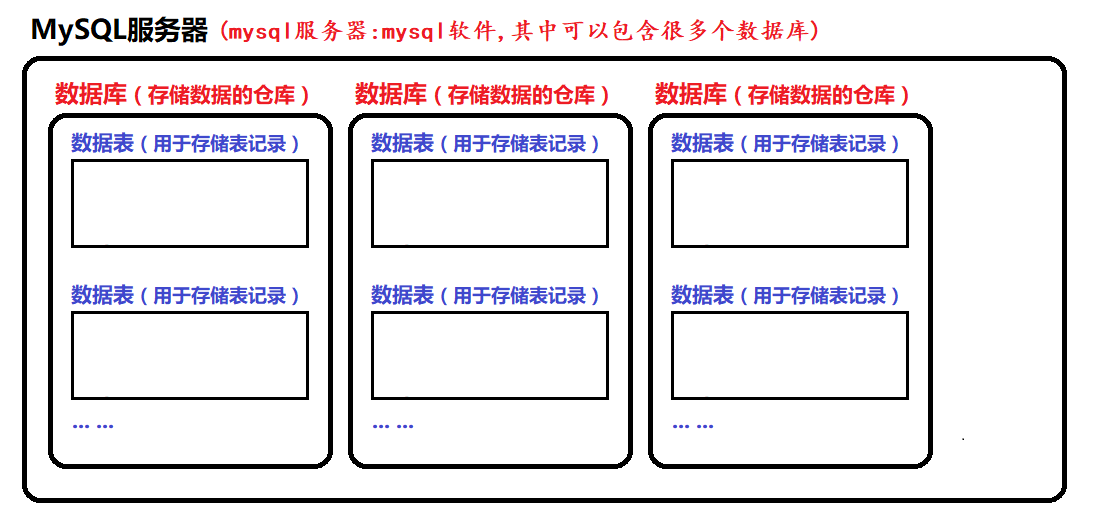 MySQL服务器 (mysql服务器:mysql软件,其中可以包含很多个数据库)
数据库（存储数据的仓库） 数据库（存储数据的仓库） 数据库（存储数据的仓库）
数据表（用于存储表记录） 数据表（用于存储表记录） 数据表（用于存储表记录）
数据表（用于存储表记录） 数据表（用于存储表记录） 数据表（用于存储表记录）
... ... ... ... ... ...